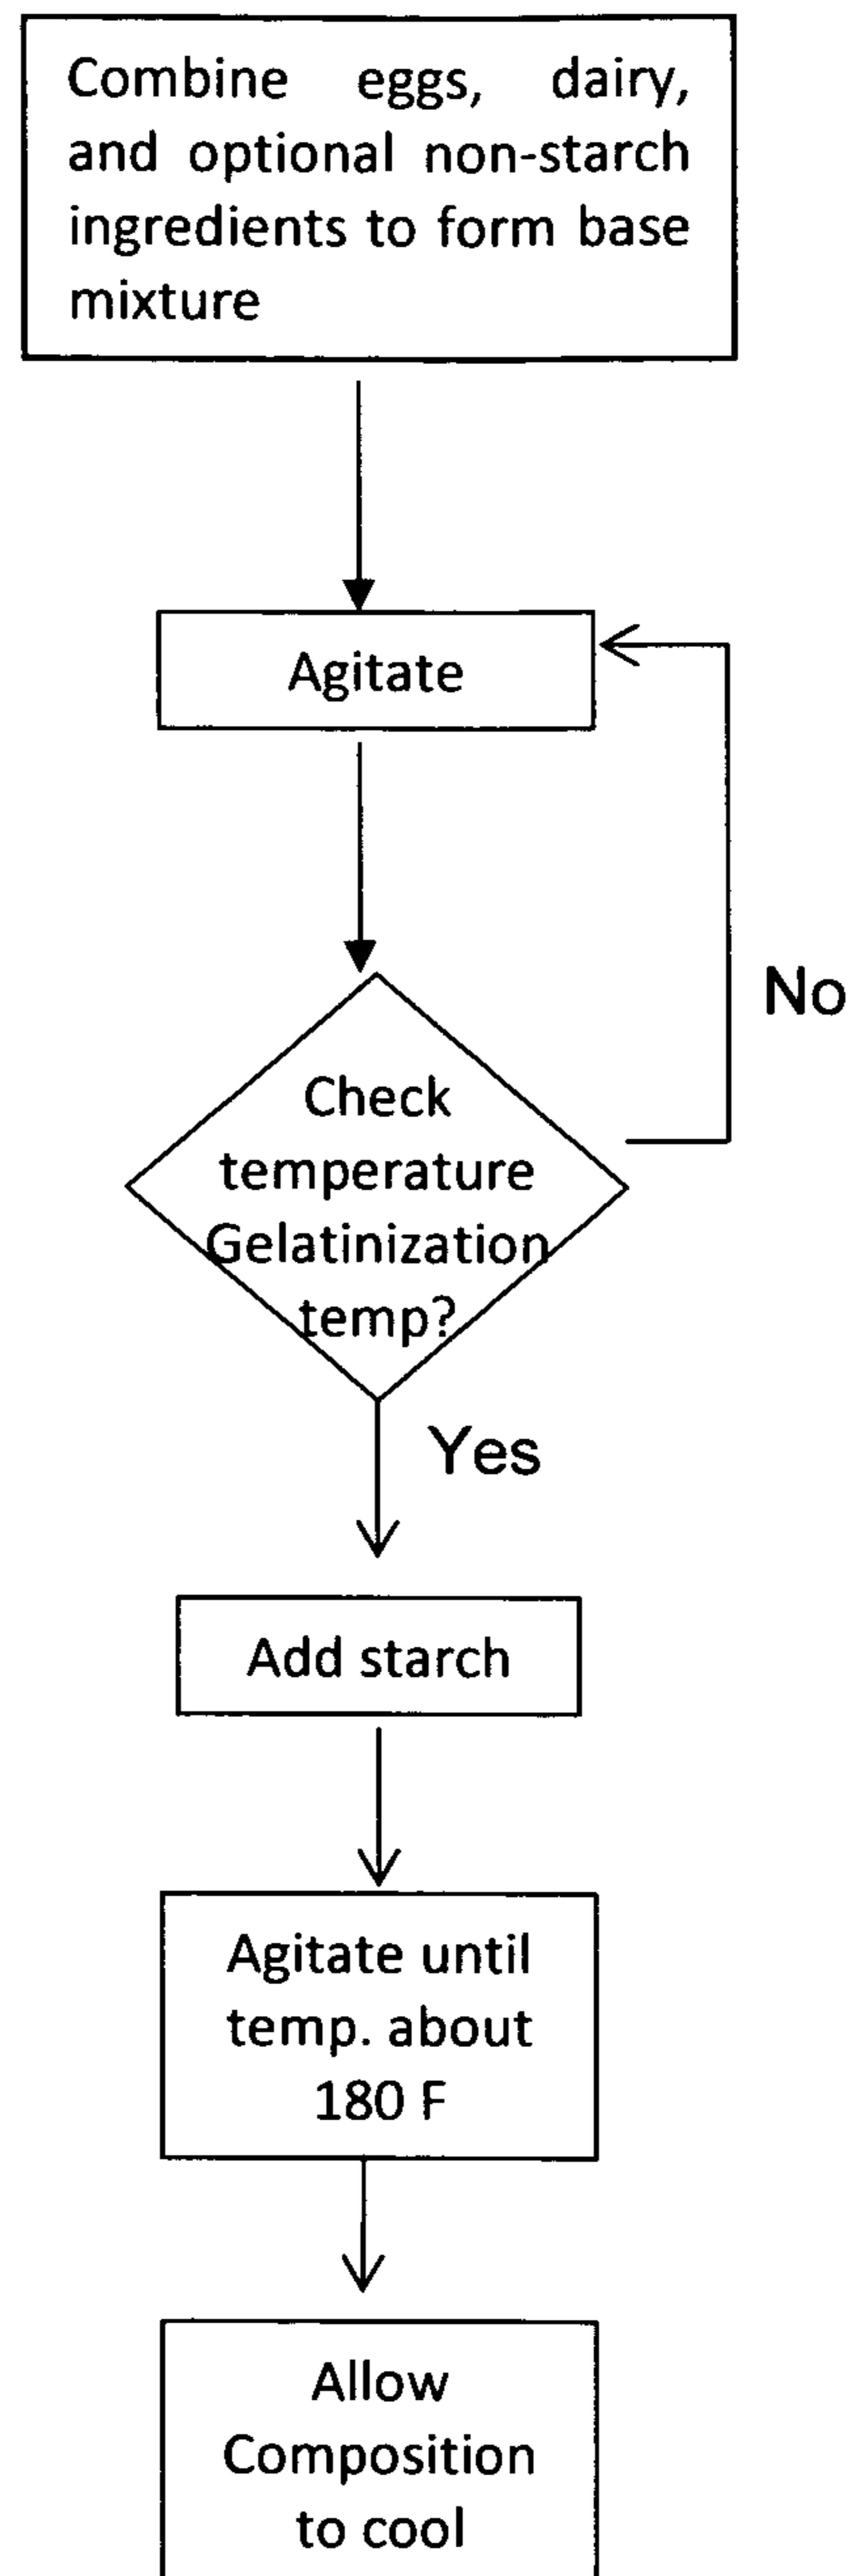 Combine eggs, dairy,
and optional non-starch
ingredients to form base
mixture
Agitate
No
Check
temperature
Gelatinization
temp?
Yes
Add starch
Agitate until
temp. about
180 F
Allow
Composition
to cool